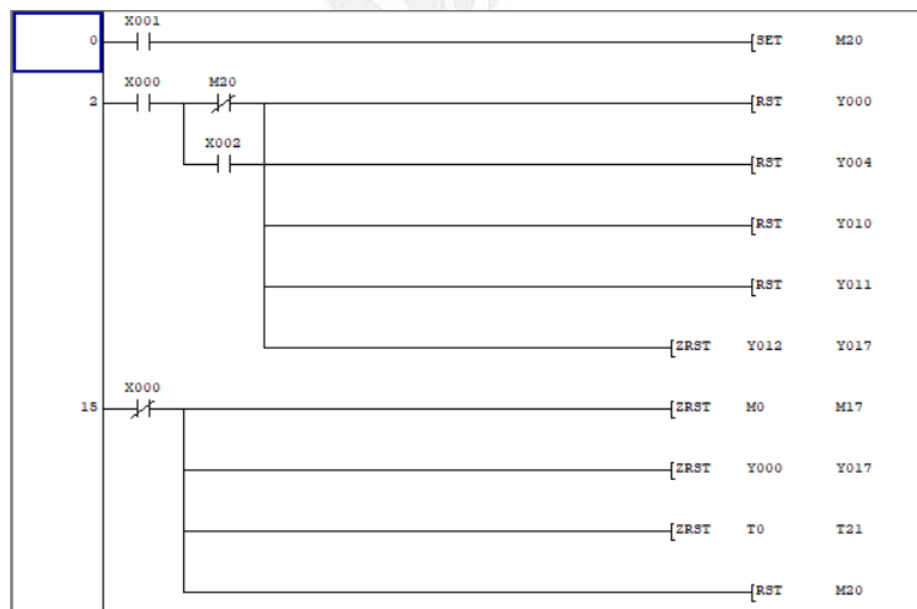 X001
0 [SET M20
X000 M20
2 [RST Y000
X002
[RST Y004
[RST Y010
[RST Y011
[ZRST Y012 Y017
X000
15 [ZRST M0 M17
[ZRST Y000 Y017
[ZRST T0 T21
[RST M20